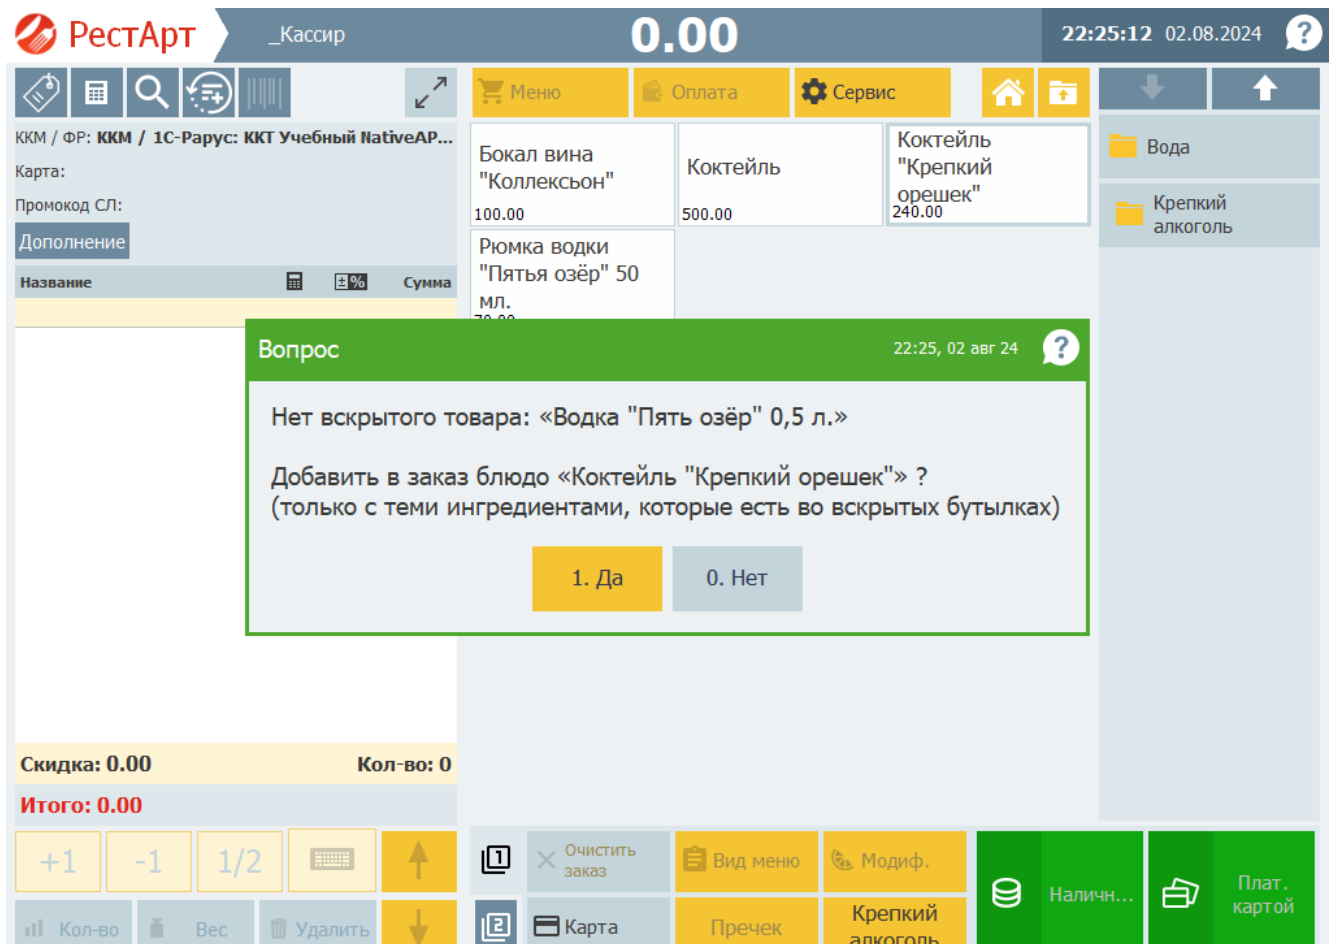 РестАрт
_Кассир
0.00
22:25:12 02.08.2024
?
Меню
Оплата
Сервис
ККМ / ФР: ККМ / 1С-Рарус: ККТ Учебный NativeAP...
Карта:
Промокод СЛ:
Дополнение
Название
±%
Сумма
Бокал вина
"Коллексьон"
100.00
Коктейль
500.00
Коктейль
"Крепкий
орешек"
240.00
Рюмка водки
"Пятья озёр" 50
мл.
70.00
Вода
Крепкий
алкоголь
Вопрос
22:25, 02 авг 24
?
Нет вскрытого товара: «Водка "Пять озёр" 0,5 л.»
Добавить в заказ блюдо «Коктейль "Крепкий орешек"» ?
(только с теми ингредиентами, которые есть во вскрытых бутылках)
1. Да
0. Нет
Скидка: 0.00
Кол-во: 0
Итого: 0.00
+1
-1
1/2
1
Очистить
заказ
Вид меню
Модиф.
Наличн...
Плат.
картой
Кол-во
Вес
Удалить
2
Карта
Пречек
Крепкий
алкоголь